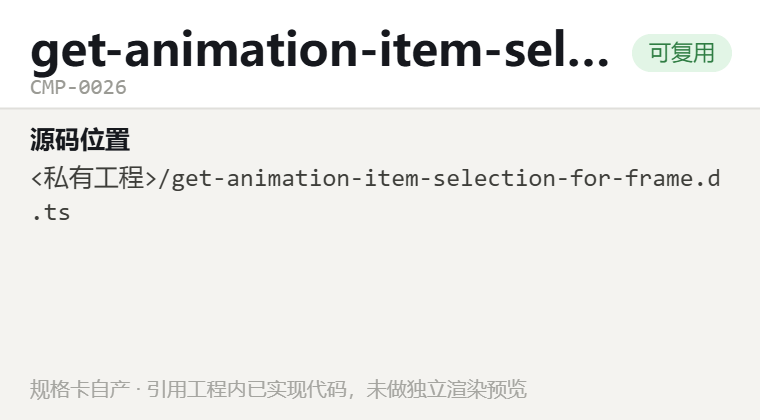 get-animation-item-sel...
可复用
CMP-0026
源码位置
<私有工程>/get-animation-item-selection-for-frame.d
.ts
规格卡自产 · 引用工程内已实现代码，未做独立渲染预览